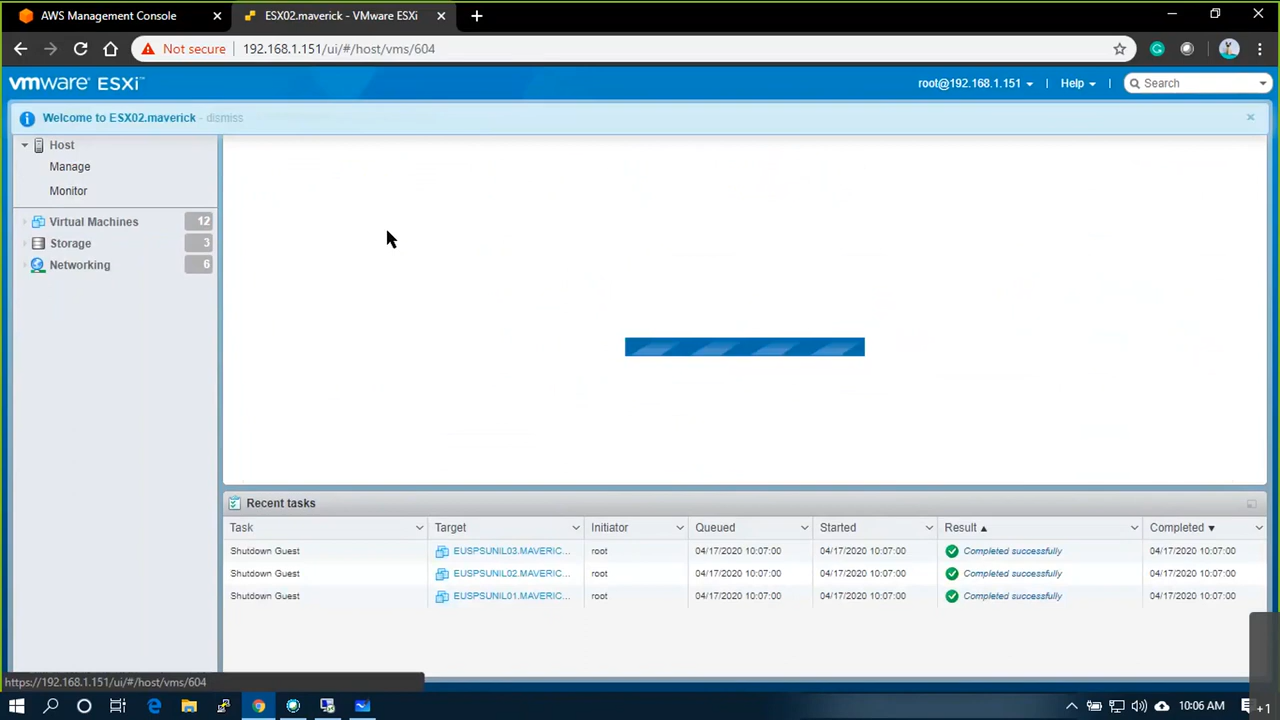 AWS Management Console
ESX02.maverick - VMware ESXi
Not secure
192.168.1.151/ui/#/host/vms/604
vmware ESXi
root@192.168.1.151
Help
Search
Welcome to ESX02.maverick - dismiss
Host
Manage
Monitor
Virtual Machines 12
Storage 3
Networking 6
Recent tasks
Task Target Initiator Queued Started Result Completed
Shutdown Guest EUSPSUNIL03.MAVERIC... root 04/17/2020 10:07:00 04/17/2020 10:07:00 Completed successfully 04/17/2020 10:07:00
Shutdown Guest EUSPSUNIL02.MAVERIC... root 04/17/2020 10:07:00 04/17/2020 10:07:00 Completed successfully 04/17/2020 10:07:00
Shutdown Guest EUSPSUNIL01.MAVERIC... root 04/17/2020 10:07:00 04/17/2020 10:07:00 Completed successfully 04/17/2020 10:07:00
https://192.168.1.151/ui/#/host/vms/604
10:06 AM
+1